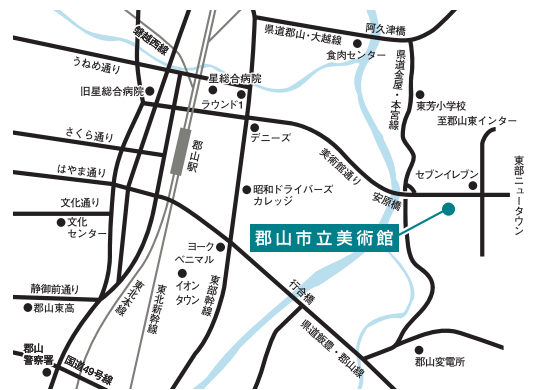 磐越西線
県道郡山・大越線
阿久津橋
食肉センター
うねめ通り
星総合病院
旧星総合病院
ラウンド1
県道金屋・本宮線
東芳小学校
至郡山東インター
さくら通り
郡山駅
デニーズ
美術館通り
はやま通り
セブンイレブン
東部ニュータウン
文化通り
昭和ドライバーズ
カレッジ
安原橋
文化
センター
郡山市立美術館
ヨーク
ベニマル
イオン
タウン
東部幹線
静御前通り
東北本線
東北新幹線
行合橋
郡山東高
県道飯豊・郡山線
郡山
警察署
国道49号線
郡山変電所